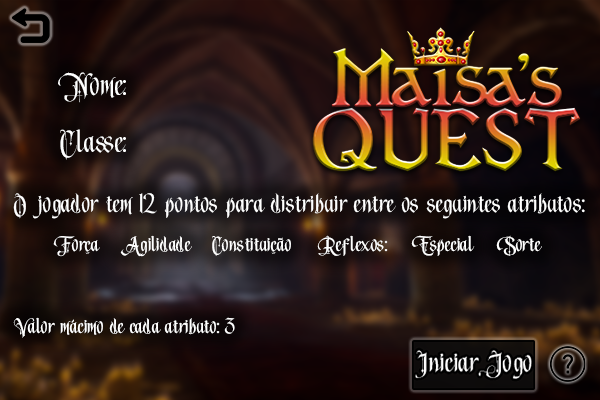 Maisa's
QUEST
Nome:
Classe:
O jogador tem 12 pontos para distribuir entre os seguintes atributos:
Força Agilidade Constituição Reflexos: Especial Sorte
Valor mácimo de cada atributo: 3
Iniciar Jogo ?